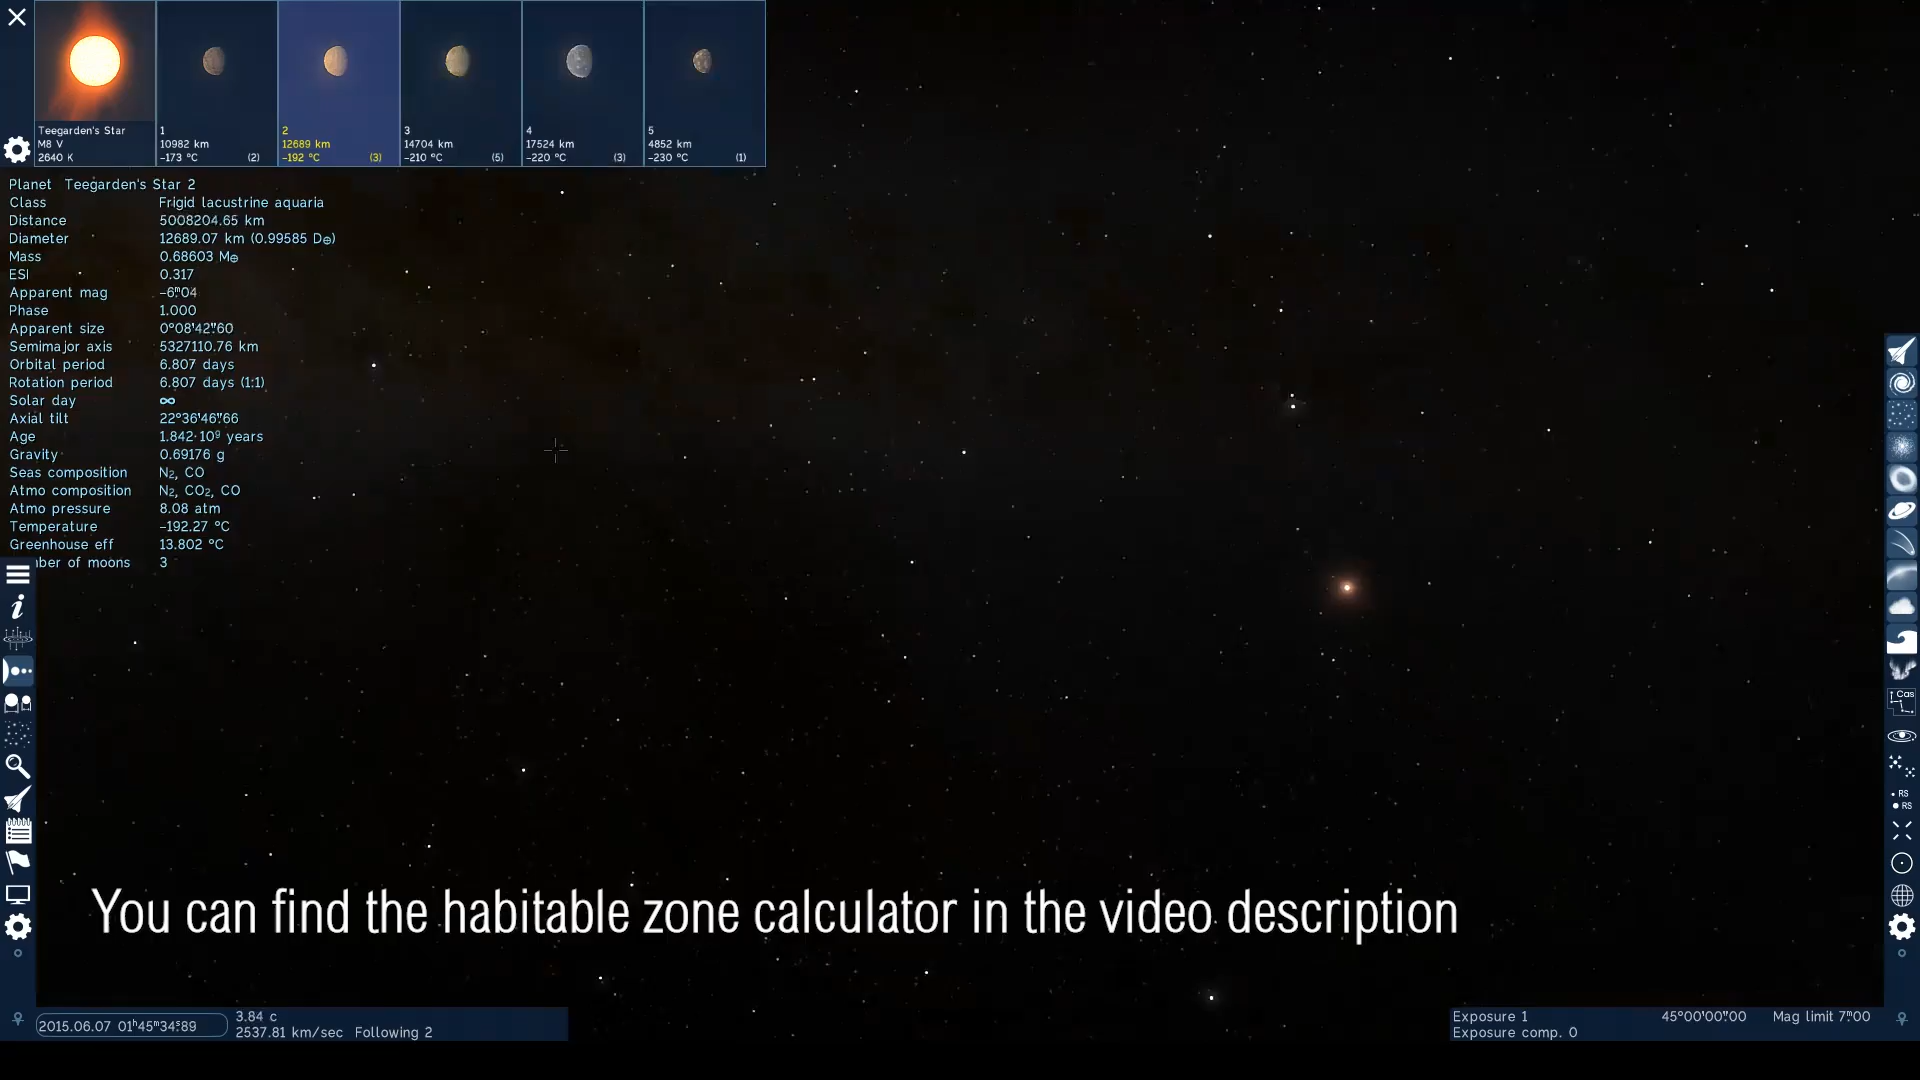 Teegarden's Star
M8 V
2640 K
1
10982 km
-173 °C (2)
2
12689 km
-192 °C (3)
3
14704 km
-210 °C (5)
4
17524 km
-220 °C (3)
5
4852 km
-230 °C (1)
Planet Teegarden's Star 2
Class Frigid lacustrine aquaria
Distance 5008204.65 km
Diameter 12689.07 km (0.99585 D⊕)
Mass 0.68603 M⊕
ESI 0.317
Apparent mag -6ᵐ04
Phase 1.000
Apparent size 0°08'42"60
Semimajor axis 5327110.76 km
Orbital period 6.807 days
Rotation period 6.807 days (1:1)
Solar day ∞
Axial tilt 22°36'46"66
Age 1.842·10⁹ years
Gravity 0.69176 g
Seas composition N₂, CO
Atmo composition N₂, CO₂, CO
Atmo pressure 8.08 atm
Temperature -192.27 °C
Greenhouse eff 13.802 °C
ber of moons 3
Cas
RS
RS
You can find the habitable zone calculator in the video description
2015.06.07 01ʰ45ᵐ34ˢ89
3.84 c
2537.81 km/sec Following 2
Exposure 1 45°00'00"00 Mag limit 7ᵐ00
Exposure comp. 0